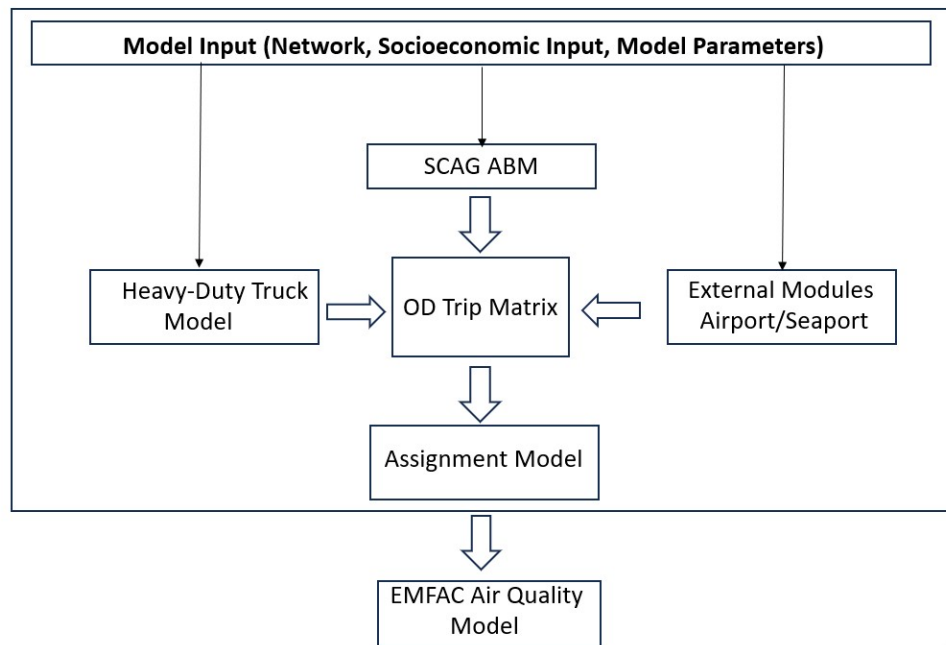 Model Input (Network, Socioeconomic Input, Model Parameters)
SCAG ABM
Heavy-Duty Truck
Model
OD Trip Matrix
External Modules
Airport/Seaport
Assignment Model
EMFAC Air Quality
Model